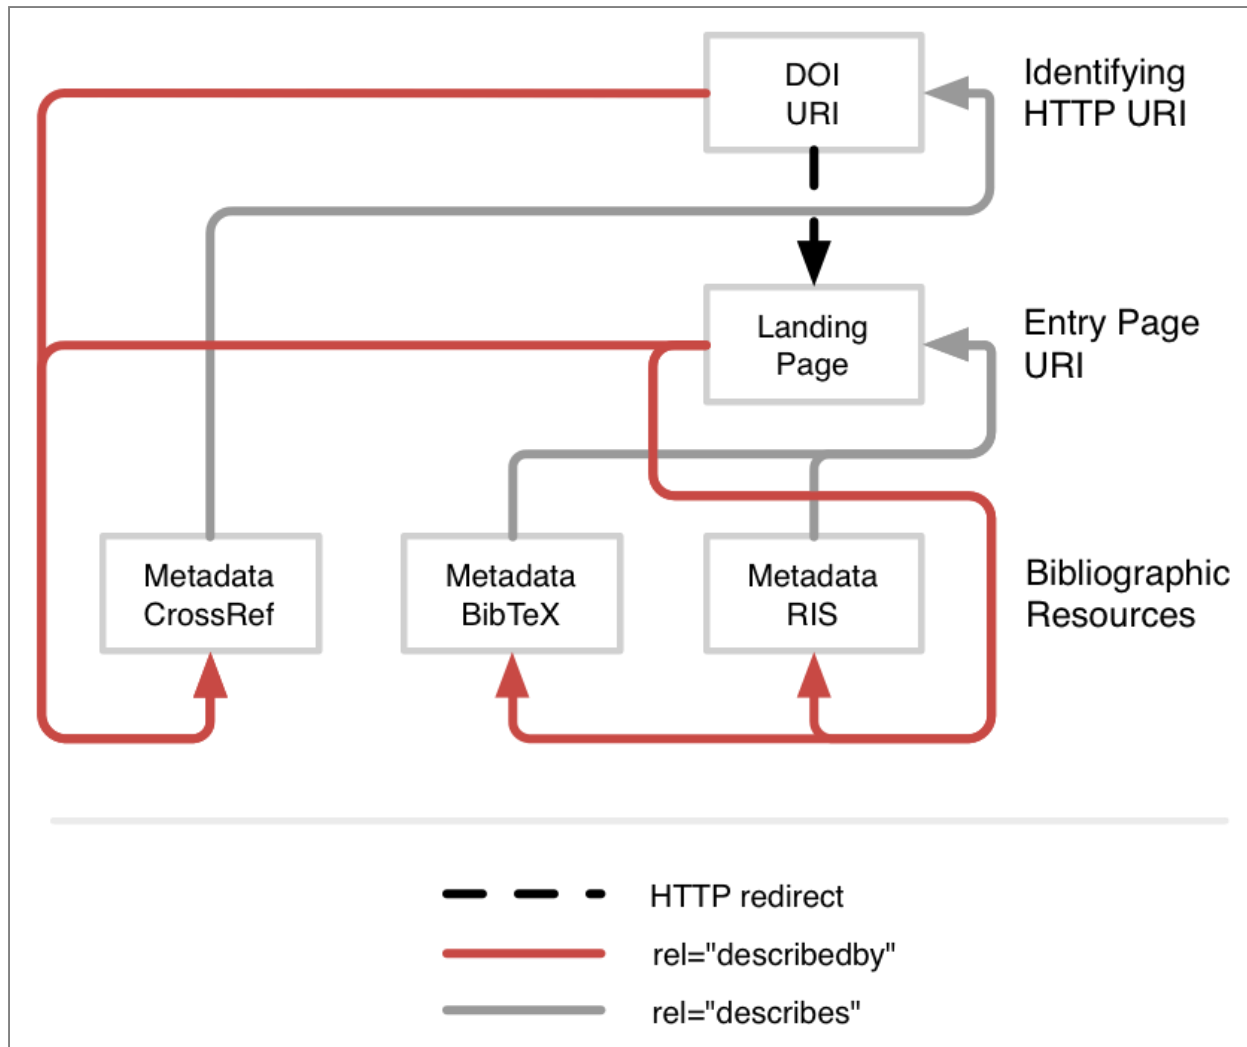 DOI
URI
Identifying
HTTP URI
Landing
Page
Entry Page
URI
Metadata
CrossRef
Metadata
BibTeX
Metadata
RIS
Bibliographic
Resources
HTTP redirect
rel="describedby"
rel="describes"